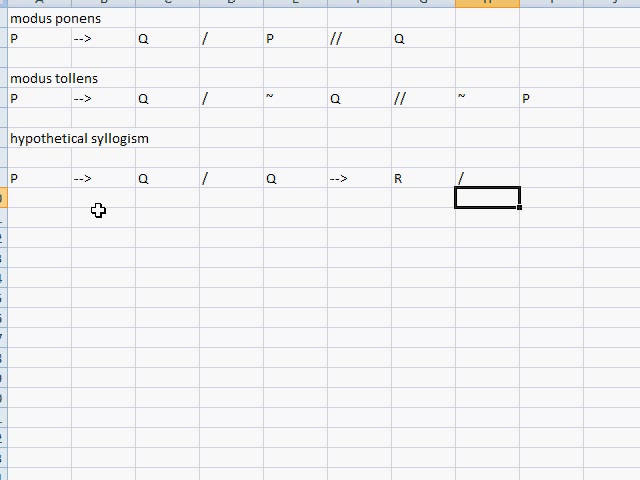 modus ponens
P --> Q / P // Q
modus tollens
P --> Q / ~ Q // ~ P
hypothetical syllogism
P --> Q / Q --> R /